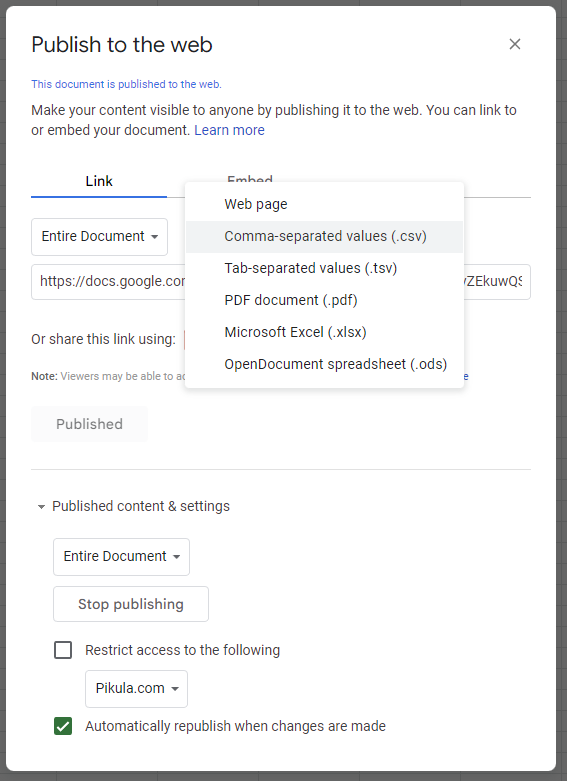 Publish to the web
This document is published to the web.
Make your content visible to anyone by publishing it to the web. You can link to
or embed your document. Learn more
Link
Embed
Web page
Entire Document
Comma-separated values (.csv)
Tab-separated values (.tsv)
https://docs.google.com
ZEkuwQS
PDF document (.pdf)
Microsoft Excel (.xlsx)
Or share this link using:
OpenDocument spreadsheet (.ods)
Note: Viewers may be able to
Published
Published content & settings
Entire Document
Stop publishing
Restrict access to the following
Pikula.com
Automatically republish when changes are made